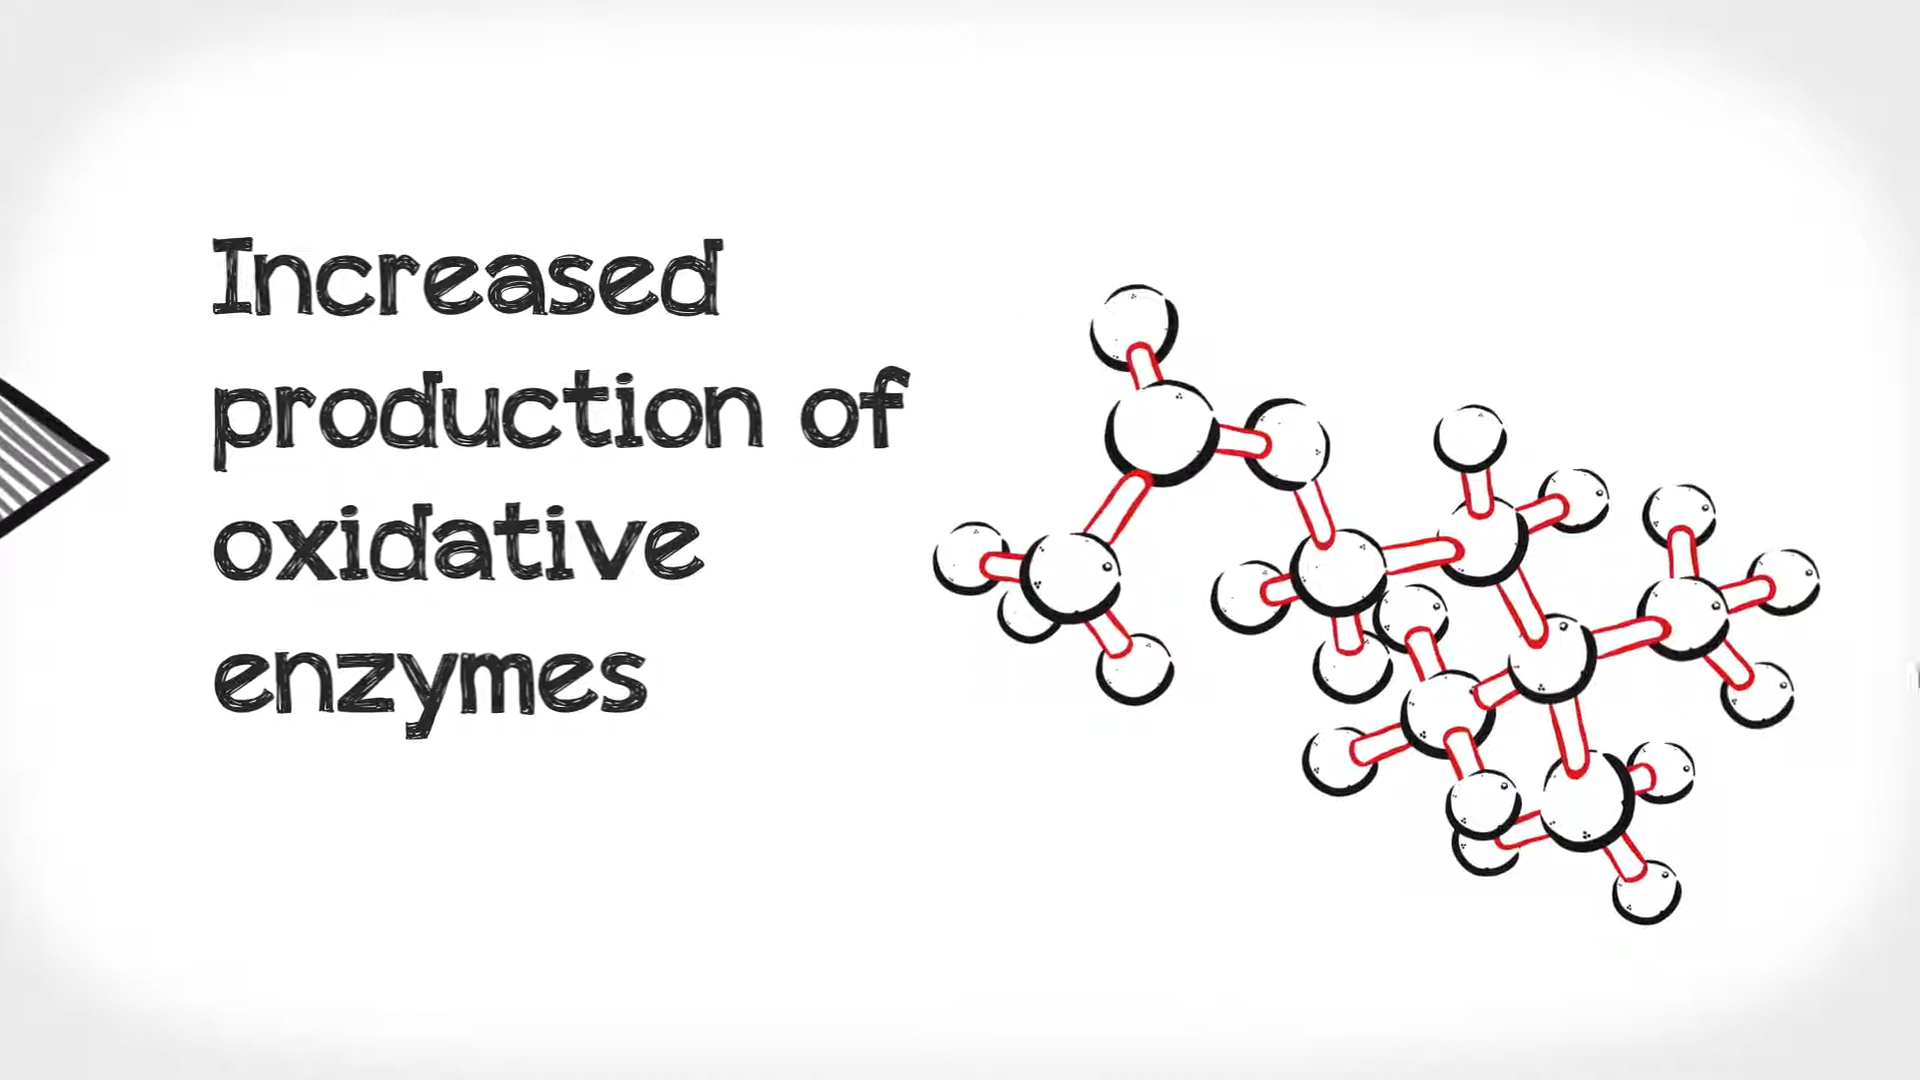 Increased
production of
oxidative
enzymes